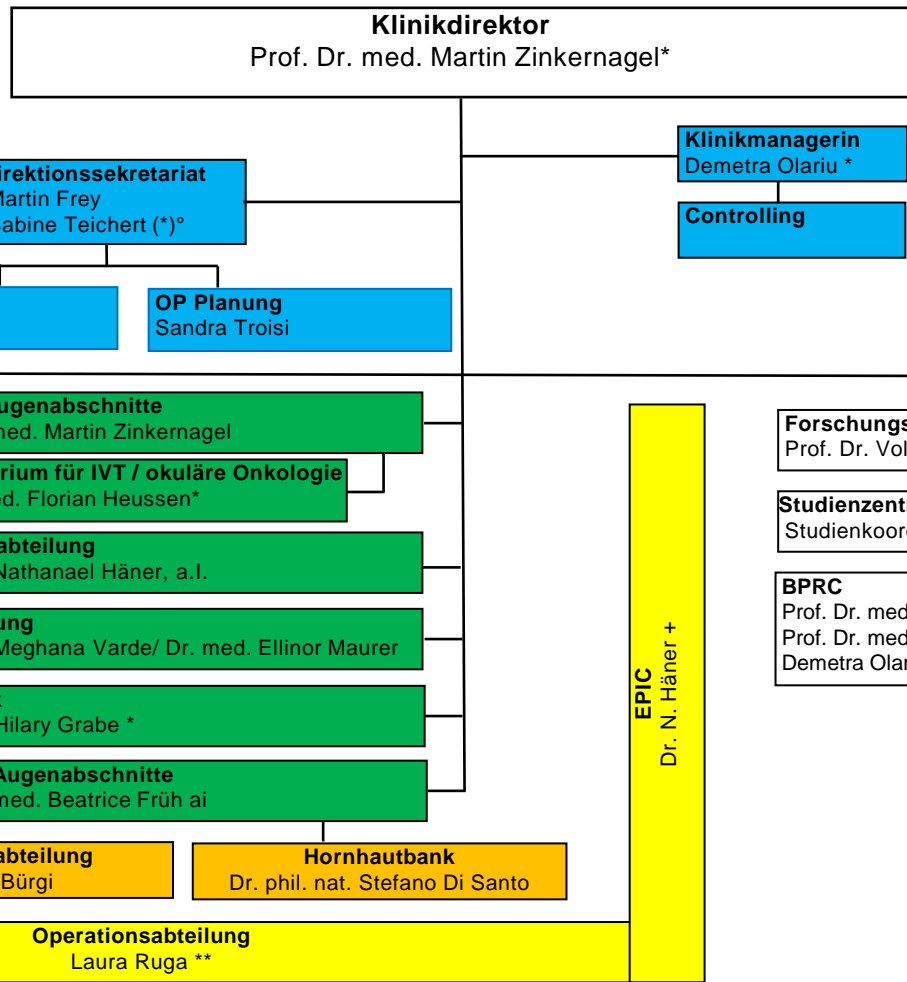 Klinikdirektor
Prof. Dr. med. Martin Zinkernagel*
Klinikmanagerin
Demetra Olariu *
Controlling
irektionssekretariat
Martin Frey
Sabine Teichert (*)°
OP Planung
Sandra Troisi
ugenabschnitte
med. Martin Zinkernagel
rium für IVT / okuläre Onkologie
ed. Florian Heussen*
abteilung
Nathanael Häner, a.I.
ung
Meghana Varde/ Dr. med. Ellinor Maurer
Hilary Grabe *
Augenabschnitte
med. Beatrice Früh ai
abteilung
Bürgi
Hornhautbank
Dr. phil. nat. Stefano Di Santo
Operationsabteilung
Laura Ruga **
EPIC
Dr. N. Häner +
Forschungs
Prof. Dr. Vol
Studienzent
Studienkoor
BPRC
Prof. Dr. med
Prof. Dr. med
Demetra Olar